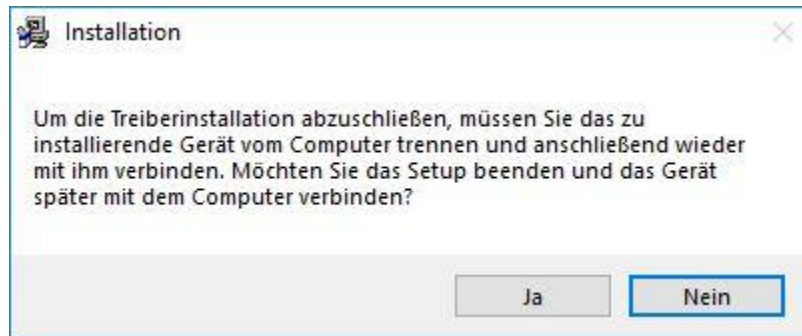 Installation
Um die Treiberinstallation abzuschließen, müssen Sie das zu
installierende Gerät vom Computer trennen und anschließend wieder
mit ihm verbinden. Möchten Sie das Setup beenden und das Gerät
später mit dem Computer verbinden?
Ja Nein